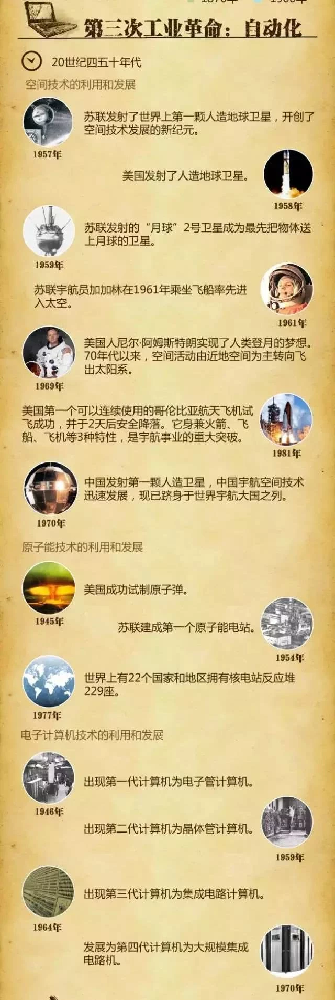 第三次工业革命：自动化
20世纪四五十年代
空间技术的利用和发展
苏联发射了世界上第一颗人造地球卫星，开创了
空间技术发展的新纪元。
1957年
美国发射了人造地球卫星。
1958年
苏联发射的“月球”2号卫星成为最先把物体送
上月球的卫星。
1959年
苏联宇航员加加林在1961年乘坐飞船率先进
入太空。
1961年
美国人尼尔·阿姆斯特朗实现了人类登月的梦想。
70年代以来，空间活动由近地空间为主转向飞
出太阳系。
1969年
美国第一个可以连续使用的哥伦比亚航天飞机试
飞成功，并于2天后安全降落。它身兼火箭、飞
船、飞机等3种特性，是宇航事业的重大突破。
1981年
中国发射第一颗人造卫星，中国宇航空间技术
迅速发展，现已跻身于世界宇航大国之列。
1970年
原子能技术的利用和发展
美国成功试制原子弹。
1945年
苏联建成第一个原子能电站。
1954年
世界上有22个国家和地区拥有核电站反应堆
229座。
1977年
电子计算机技术的利用和发展
出现第一代计算机为电子管计算机。
1946年
出现第二代计算机为晶体管计算机。
1959年
出现第三代计算机为集成电路计算机。
1964年
发展为第四代计算机为大规模集成
电路机。
1970年